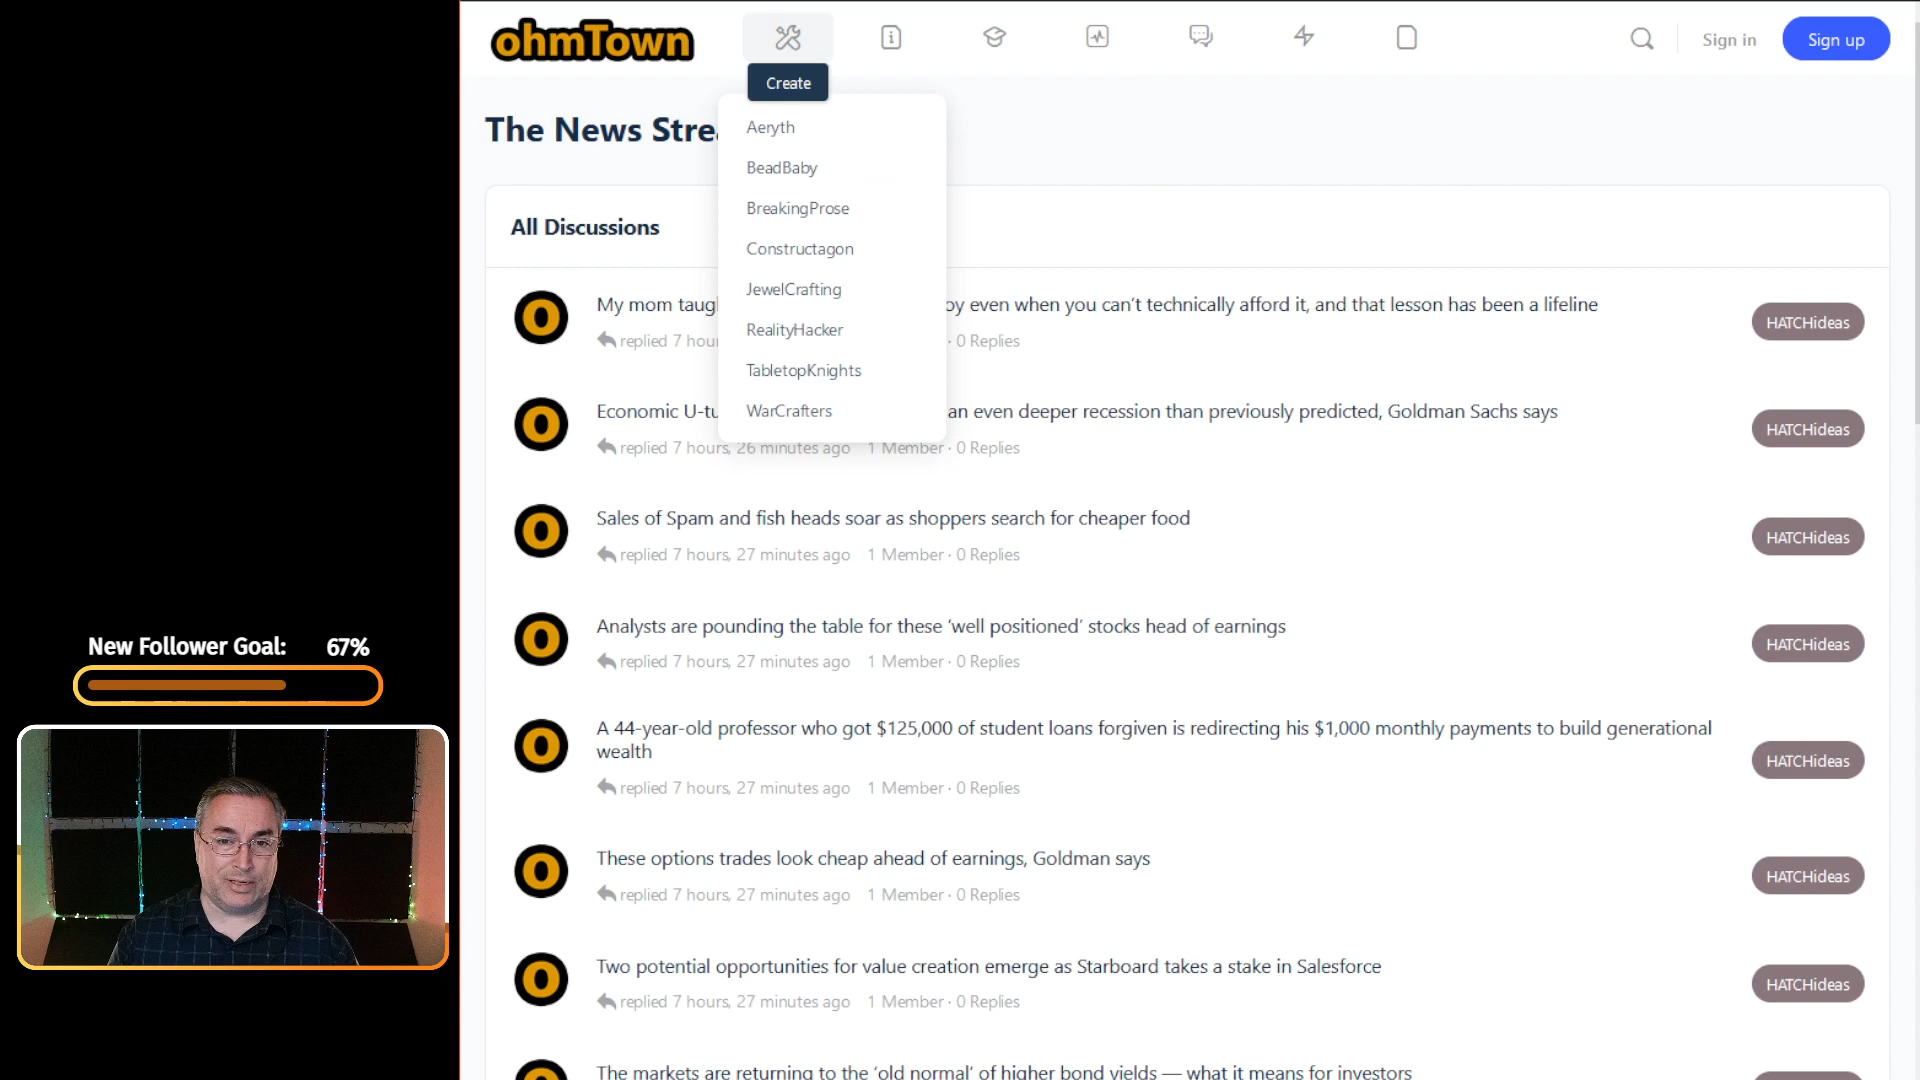 ohmTown
Sign in
Sign up
Create
The News Strea
Aeryth
BeadBaby
BreakingProse
Constructagon
JewelCrafting
RealityHacker
TabletopKnights
WarCrafters
All Discussions
My mom taugh by even when you can't technically afford it, and that lesson has been a lifeline
replied 7 hour · 0 Replies
HATCHideas
Economic U-tu an even deeper recession than previously predicted, Goldman Sachs says
replied 7 hours, 26 minutes ago 1 Member · 0 Replies
HATCHideas
Sales of Spam and fish heads soar as shoppers search for cheaper food
replied 7 hours, 27 minutes ago 1 Member · 0 Replies
HATCHideas
Analysts are pounding the table for these ‘well positioned’ stocks head of earnings
replied 7 hours, 27 minutes ago 1 Member · 0 Replies
HATCHideas
A 44-year-old professor who got $125,000 of student loans forgiven is redirecting his $1,000 monthly payments to build generational
wealth
replied 7 hours, 27 minutes ago 1 Member · 0 Replies
HATCHideas
These options trades look cheap ahead of earnings, Goldman says
replied 7 hours, 27 minutes ago 1 Member · 0 Replies
HATCHideas
Two potential opportunities for value creation emerge as Starboard takes a stake in Salesforce
replied 7 hours, 27 minutes ago 1 Member · 0 Replies
HATCHideas
The markets are returning to the ‘old normal’ of higher bond yields — what it means for investors
New Follower Goal: 67%